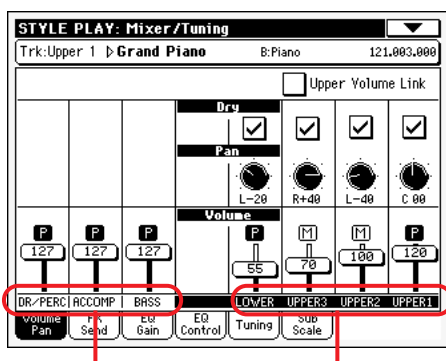 STYLE PLAY: Mixer/Tuning
Trk:Upper 1 Grand Piano B:Piano 121.003.000
Upper Volume Link
Dry
Pan
L-20 R+40 L-40 C 00
Volume
P P P P M M P
127 127 127 55 70 100 120
DR/PERC ACCOMP BASS LOWER UPPER3 UPPER2 UPPER1
Volume Pan
FX Send
EQ Gain
EQ Control
Tuning
Sub Scale